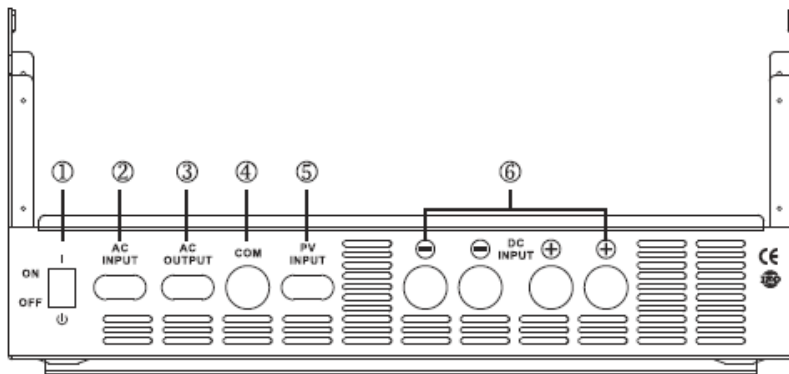 ① ② ③ ④ ⑤ ⑥
AC INPUT
AC OUTPUT
COM
PV INPUT
DC INPUT
I
ON
OFF
CE